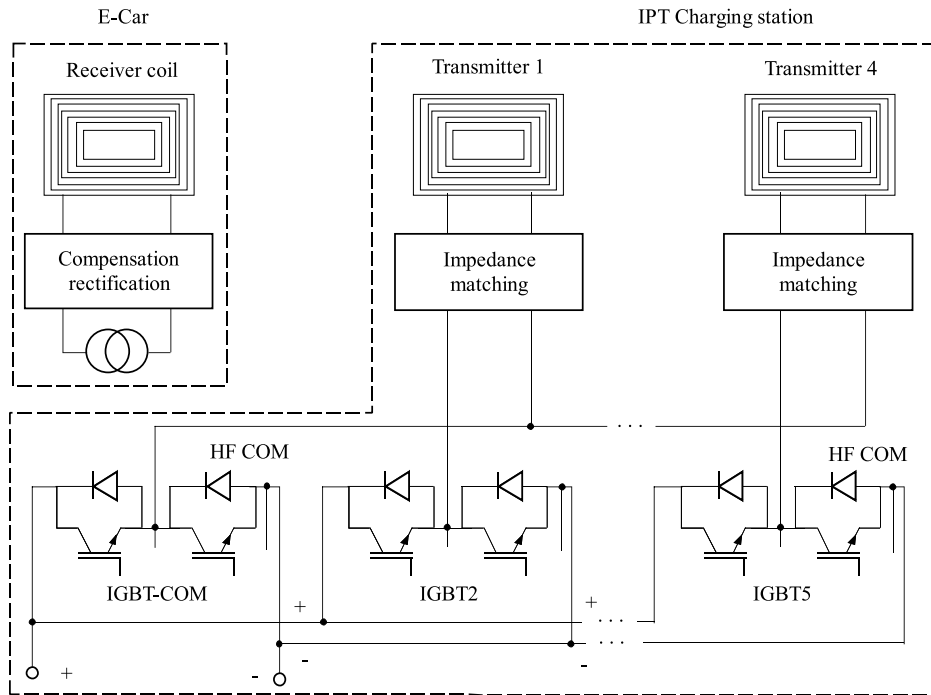 E-Car
IPT Charging station
Receiver coil
Transmitter 1
Transmitter 4
Compensation
rectification
Impedance
matching
Impedance
matching
. . .
HF COM
HF COM
IGBT-COM
IGBT2
IGBT5
+
+
. . .
. . .
-
-
+
-